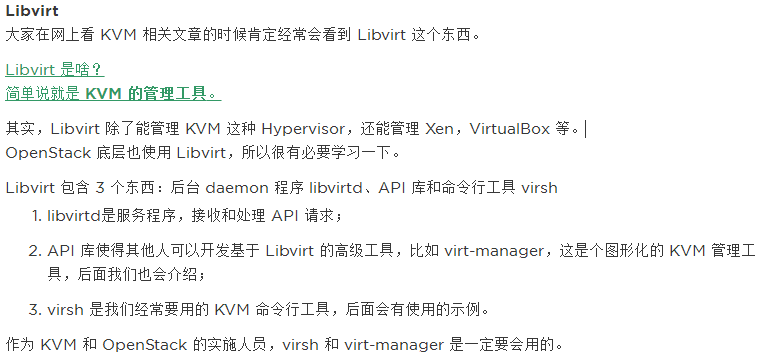 Libvirt
大家在网上看 KVM 相关文章的时候肯定经常会看到 Libvirt 这个东西。
Libvirt 是啥？
简单说就是 KVM 的管理工具。
其实，Libvirt 除了能管理 KVM 这种 Hypervisor，还能管理 Xen，VirtualBox 等。
OpenStack 底层也使用 Libvirt，所以很有必要学习一下。
Libvirt 包含 3 个东西：后台 daemon 程序 libvirtd、API 库和命令行工具 virsh
1. libvirtd是服务程序，接收和处理 API 请求；
2. API 库使得其他人可以开发基于 Libvirt 的高级工具，比如 virt-manager，这是个图形化的 KVM 管理工
具，后面我们也会介绍；
3. virsh 是我们经常要用的 KVM 命令行工具，后面会有使用的示例。
作为 KVM 和 OpenStack 的实施人员，virsh 和 virt-manager 是一定要会用的。